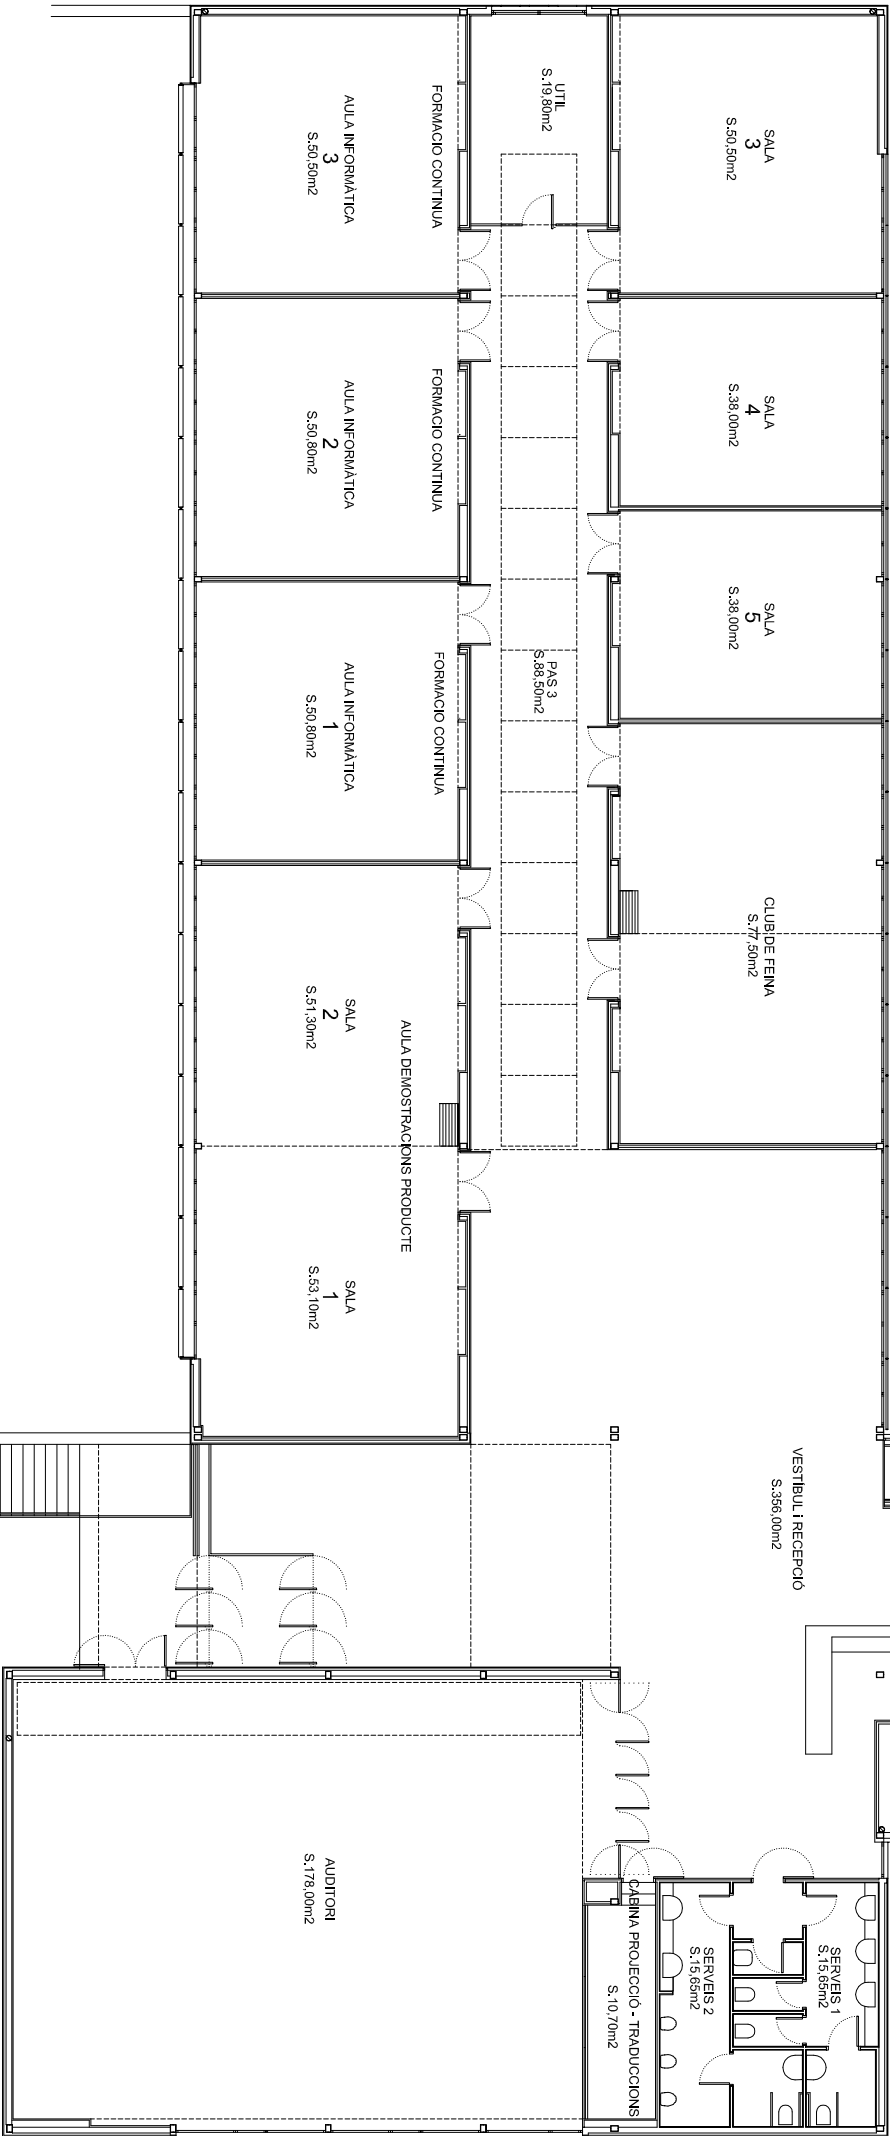 FORMACIO CONTINUA
AULA INFORMÀTICA
3
S.50,50m2
UTIL
S.19,80m2
SALA
3
S.50,50m2
FORMACIO CONTINUA
AULA INFORMÀTICA
2
S.50,80m2
SALA
4
S.38,00m2
SALA
5
S.38,00m2
FORMACIO CONTINUA
AULA INFORMÀTICA
1
S.50,80m2
PAS 3
S.88,50m2
CLUB DE FEINA
S.77,50m2
AULA DEMOSTRACIONS PRODUCTE
SALA
2
S.51,30m2
SALA
1
S.53,10m2
VESTÍBUL i RECEPCIÓ
S.356,00m2
AUDITORI
S.178,00m2
CABINA PROJECCIÓ - TRADUCCIONS
S.10,70m2
SERVEIS 2
S.15,65m2
SERVEIS 1
S.15,65m2